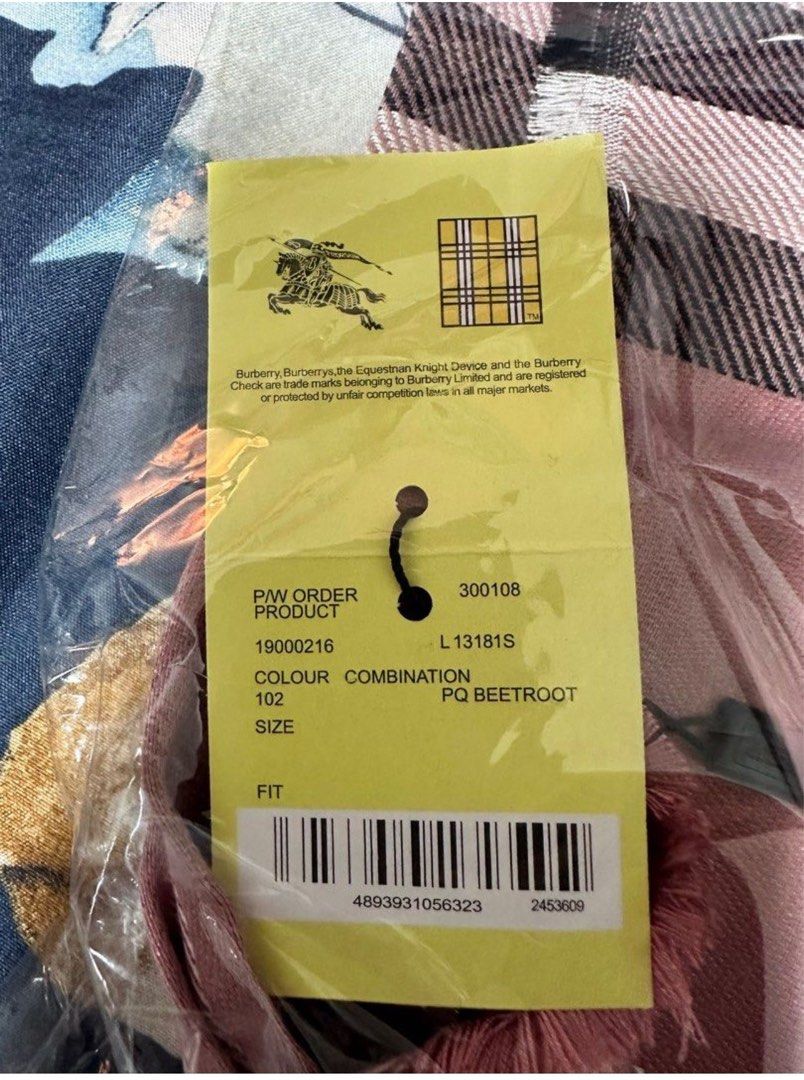 TM
Burberry, Burberrys,the Equestrian Knight Device and the Burberry
Check are trade marks belonging to Burberry Limited and are registered
or protected by unfair competition laws in all major markets.
P/W ORDER 300108
PRODUCT
19000216 L 13181S
COLOUR COMBINATION
102 PQ BEETROOT
SIZE
FIT
4893931056323 2453609